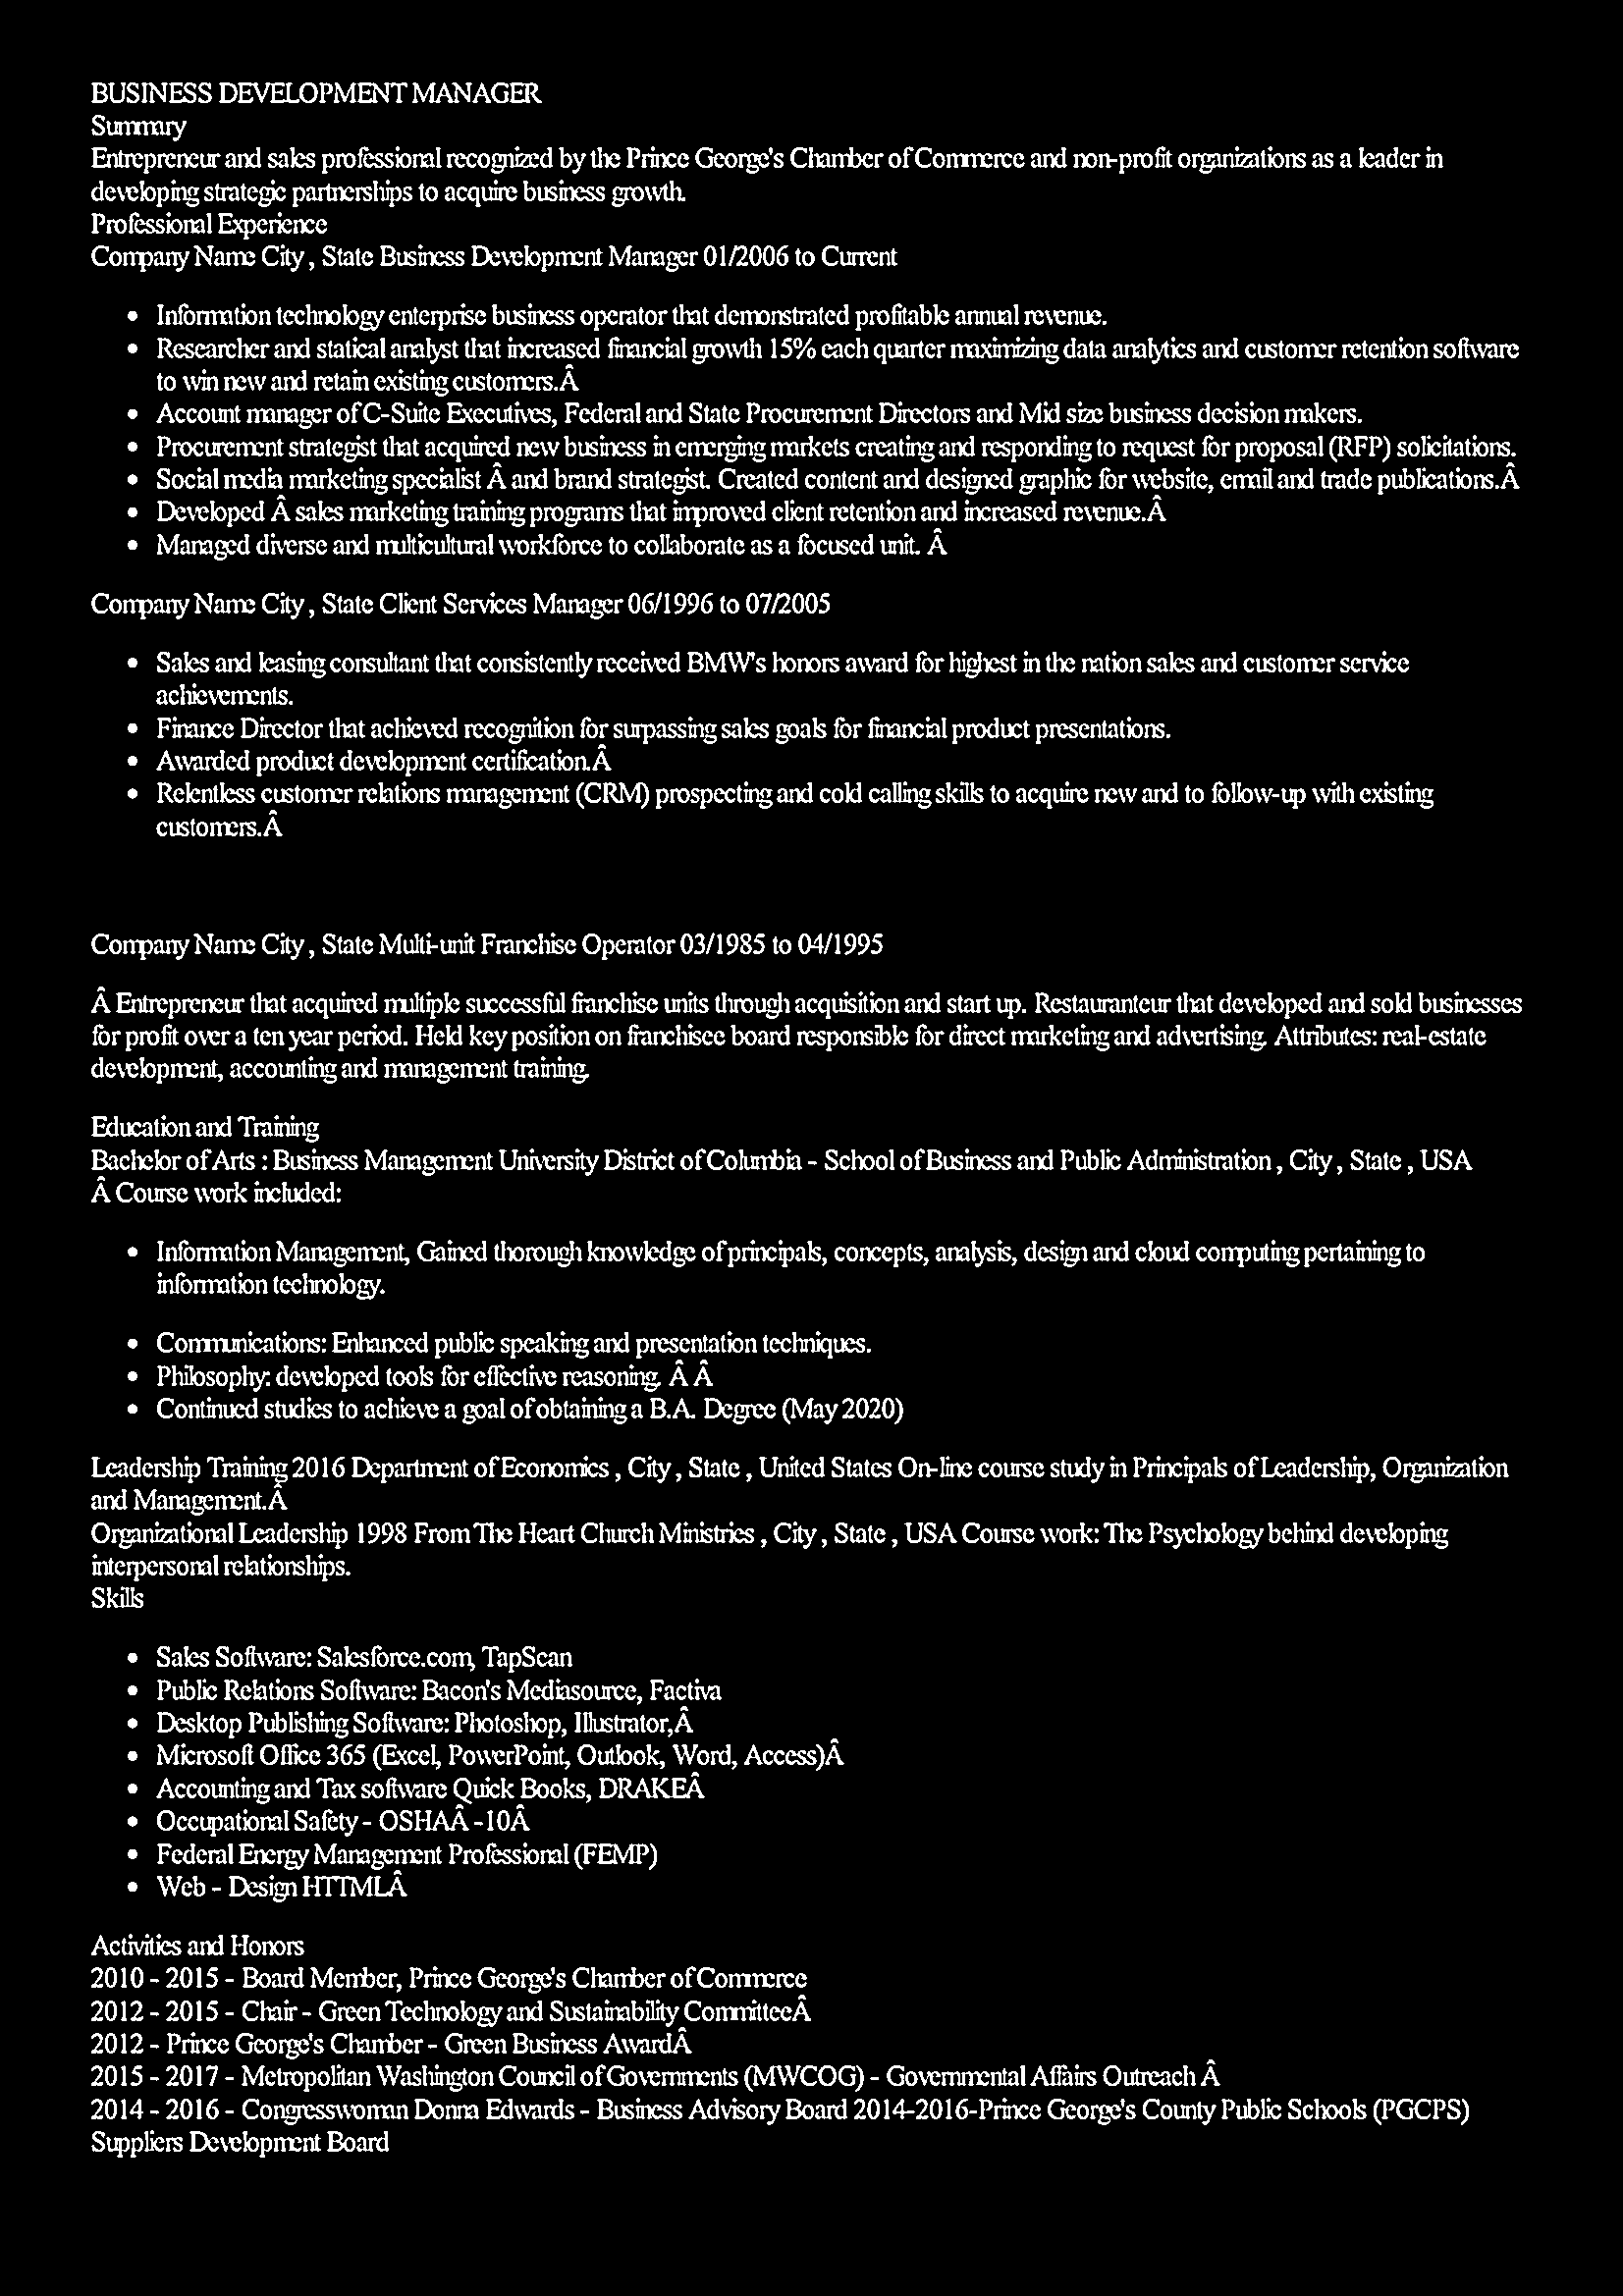 BUSINESS DEVELOPMENT MANAGER
Summary
Entrepreneur and sales professional recognized by the Prince George's Chamber of Commerce and non-profit organizations as a leader in
developing strategic partnerships to acquire business growth.
Professional Experience
Company Name City , State Business Development Manager 01/2006 to Current
• Information technology enterprise business operator that demonstrated profitable annual revenue.
• Researcher and statical analyst that increased financial growth 15% each quarter maximizing data analytics and customer retention software
to win new and retain existing customers.Â
• Account manager of C-Suite Executives, Federal and State Procurement Directors and Mid size business decision makers.
• Procurement strategist that acquired new business in emerging markets creating and responding to request for proposal (RFP) solicitations.
• Social media marketing specialist Â and brand strategist. Created content and designed graphic for website, email and trade publications.Â
• Developed Â sales marketing training programs that improved client retention and increased revenue.Â
• Managed diverse and multicultural workforce to collaborate as a focused unit. Â
Company Name City , State Client Services Manager 06/1996 to 07/2005
• Sales and leasing consultant that consistently received BMW's honors award for highest in the nation sales and customer service
achievements.
• Finance Director that achieved recognition for surpassing sales goals for financial product presentations.
• Awarded product development certification.Â
• Relentless customer relations management (CRM) prospecting and cold calling skills to acquire new and to follow-up with existing
customers.Â
Company Name City , State Multi-unit Franchise Operator 03/1985 to 04/1995
Â Entrepreneur that acquired multiple successful franchise units through acquisition and start up. Restauranteur that developed and sold businesses
for profit over a ten year period. Held key position on franchisee board responsible for direct marketing and advertising. Attributes: real-estate
development, accounting and management training.
Education and Training
Bachelor of Arts : Business Management University District of Columbia - School of Business and Public Administration , City , State , USA
Â Course work included:
• Information Management, Gained thorough knowledge of principals, concepts, analysis, design and cloud computing pertaining to
information technology.
• Communications: Enhanced public speaking and presentation techniques.
• Philosophy: developed tools for effective reasoning. Â Â
• Continued studies to achieve a goal of obtaining a B.A. Degree (May 2020)
Leadership Training 2016 Department of Economics , City , State , United States On-line course study in Principals of Leadership, Organization
and Management.Â
Organizational Leadership 1998 From The Heart Church Ministries , City , State , USA Course work: The Psychology behind developing
interpersonal relationships.
Skills
• Sales Software: Salesforce.com, TapScan
• Public Relations Software: Bacon's Mediasource, Factiva
• Desktop Publishing Software: Photoshop, Illustrator,Â
• Microsoft Office 365 (Excel, PowerPoint, Outlook, Word, Access)Â
• Accounting and Tax software Quick Books, DRAKEÂ
• Occupational Safety - OSHAÂ -10Â
• Federal Energy Management Professional (FEMP)
• Web - Design HTTMLÂ
Activities and Honors
2010 - 2015 - Board Member, Prince George's Chamber of Commerce
2012 - 2015 - Chair - Green Technology and Sustainability CommitteeÂ
2012 - Prince George's Chamber - Green Business AwardÂ
2015 - 2017 - Metropolitan Washington Council of Governments (MWCOG) - Governmental Affairs Outreach Â
2014 - 2016 - Congresswoman Donna Edwards - Business Advisory Board 2014-2016-Prince George's County Public Schools (PGCPS)
Suppliers Development Board